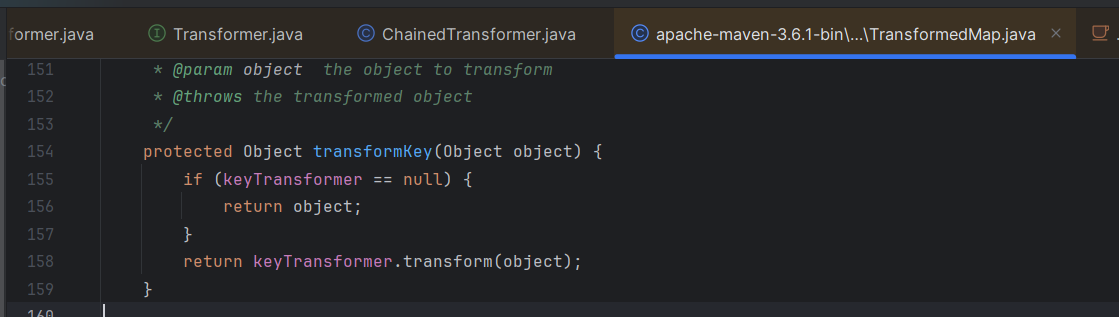 former.java Transformer.java ChainedTransformer.java apache-maven-3.6.1-bin\...\TransformedMap.java
151 * @param object  the object to transform
152 * @throws the transformed object
153 */
154 protected Object transformKey(Object object) {
155 if (keyTransformer == null) {
156 return object;
157 }
158 return keyTransformer.transform(object);
159 }
160